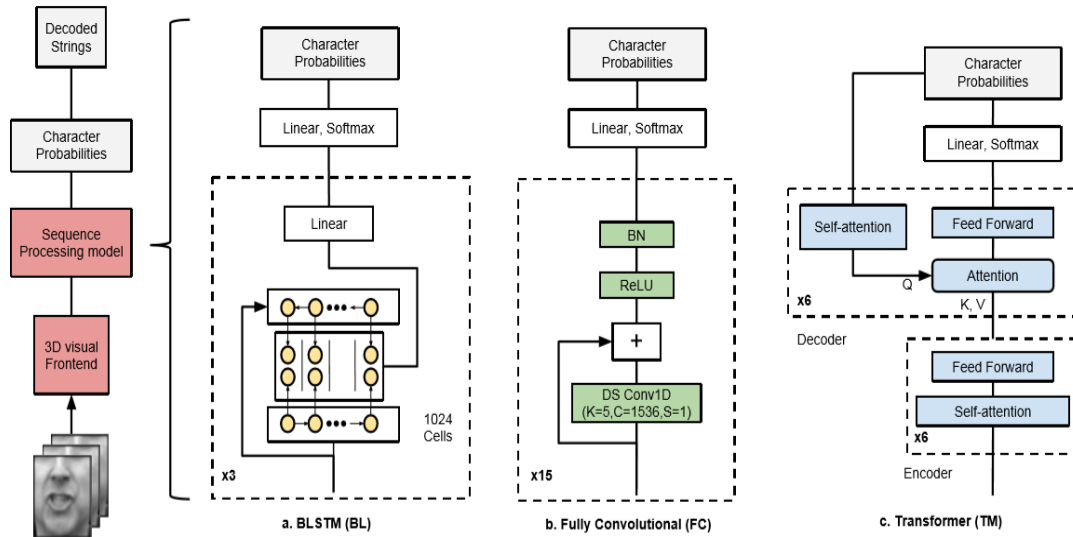 Decoded
Strings
Character
Probabilities
Sequence
Processing model
3D visual
Frontend
Character
Probabilities
Linear, Softmax
Linear
1024
Cells
x3
a. BLSTM (BL)
Character
Probabilities
Linear, Softmax
BN
ReLU
+
DS Conv1D
(K=5,C=1536,S=1)
x15
b. Fully Convolutional (FC)
Character
Probabilities
Linear, Softmax
Self-attention
Feed Forward
Attention
Q
K, V
x6
Decoder
Feed Forward
Self-attention
x6
Encoder
c. Transformer (TM)